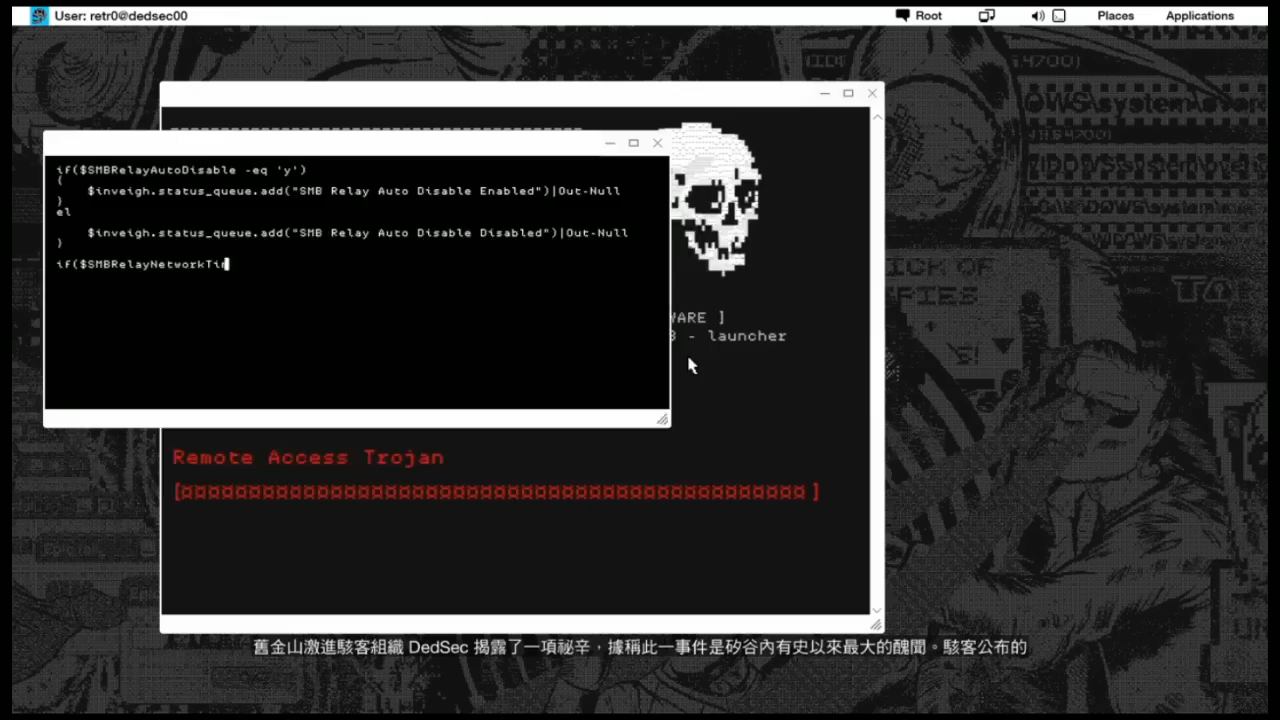 User: retr0@dedsec00
Root
Places
Applications
if($SMBRelayAutoDisable -eq 'y')
{
$inveigh.status_queue.add("SMB Relay Auto Disable Enabled")|Out-Null
}
el
$inveigh.status_queue.add("SMB Relay Auto Disable Disabled")|Out-Null
}
if($SMBRelayNetworkTi
WARE ]
3 - launcher
Remote Access Trojan
舊金山激進駭客組織 DedSec 揭露了一項祕辛，據稱此一事件是矽谷內有史以來最大的醜聞。駭客公布的